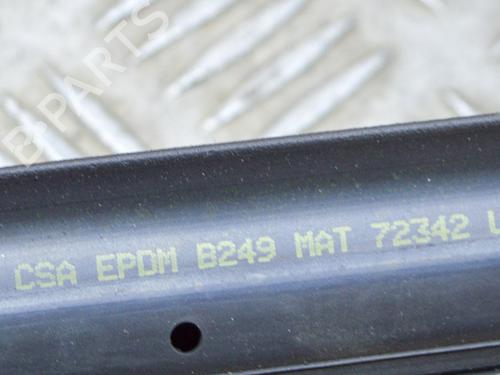 B PARTS
CSA EPDM B249 MAT 72342